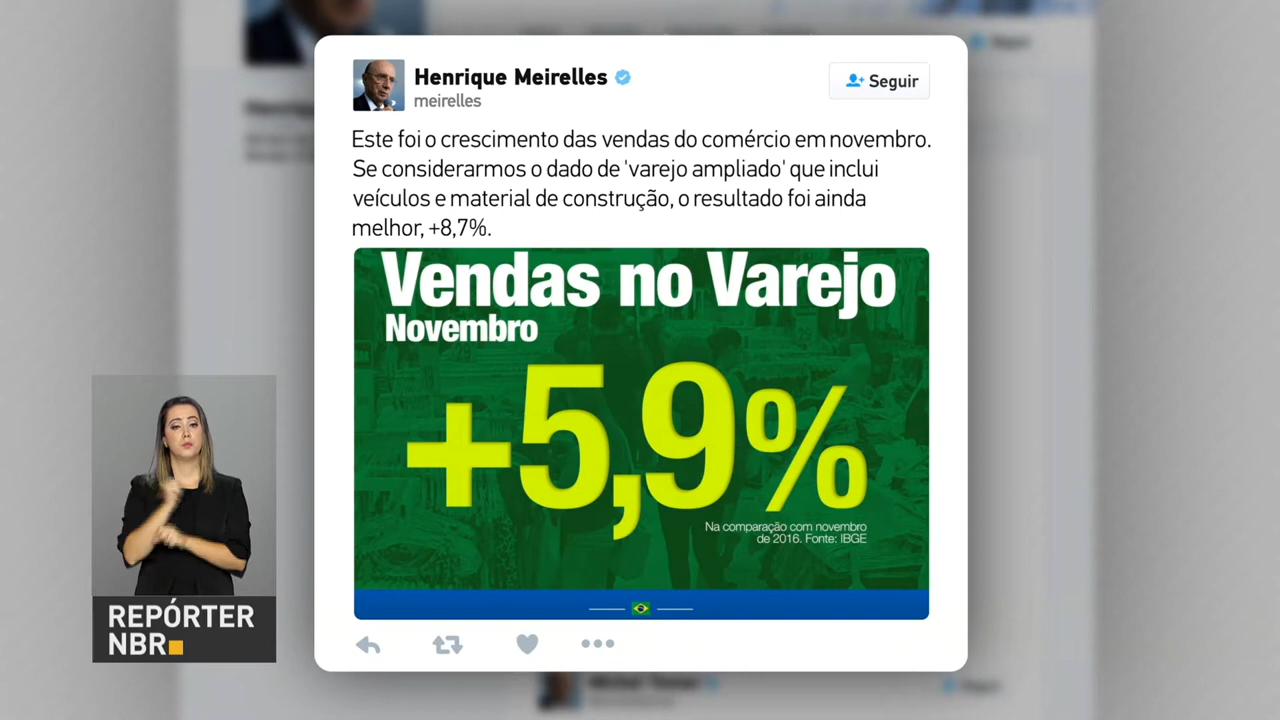 Henrique Meirelles
meirelles
Seguir
Este foi o crescimento das vendas do comércio em novembro.
Se considerarmos o dado de 'varejo ampliado' que inclui
veículos e material de construção, o resultado foi ainda
melhor, +8,7%.
Vendas no Varejo
Novembro
+5,9%
Na comparação com novembro
de 2016. Fonte: IBGE
REPÓRTER
NBR